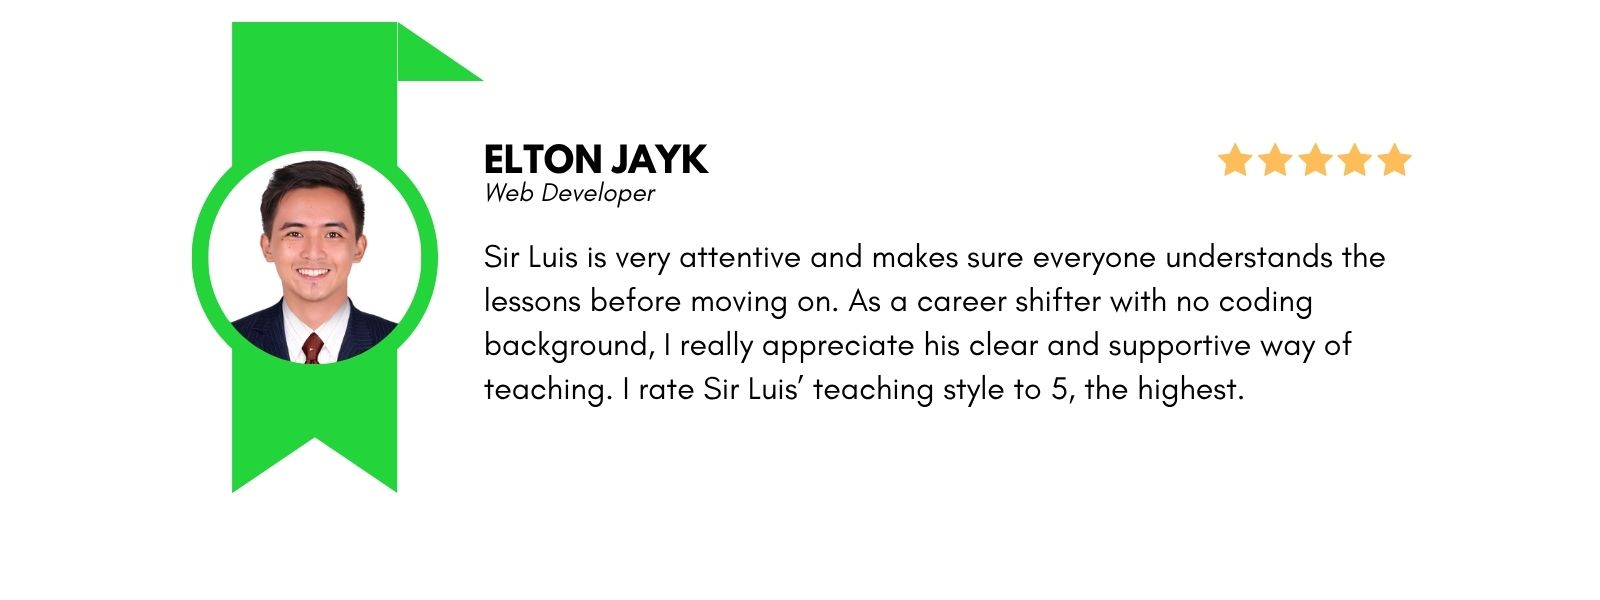 ELTON JAYK
Web Developer
Sir Luis is very attentive and makes sure everyone understands the
lessons before moving on. As a career shifter with no coding
background, I really appreciate his clear and supportive way of
teaching. I rate Sir Luis’ teaching style to 5, the highest.